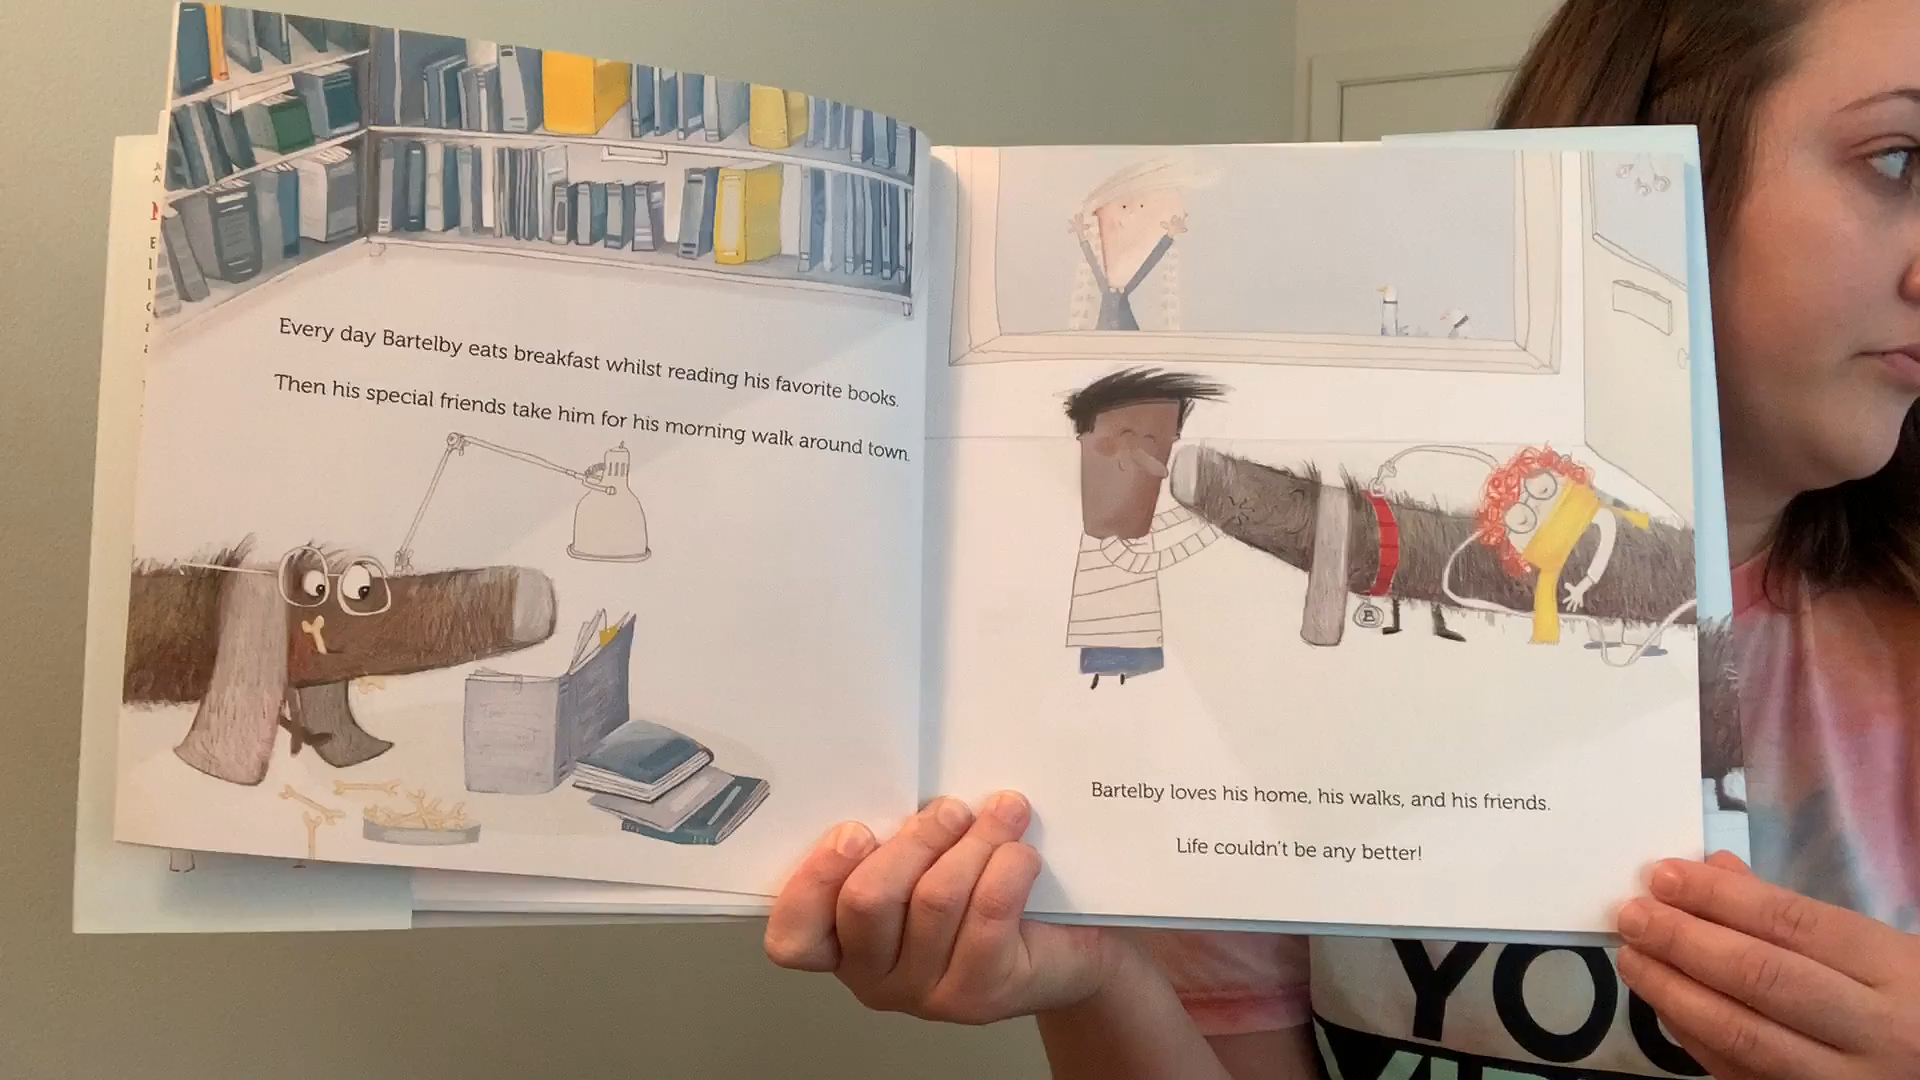 Every day Bartelby eats breakfast whilst reading his favorite books.
Then his special friends take him for his morning walk around town.
B
Bartelby loves his home, his walks, and his friends.
Life couldn't be any better!